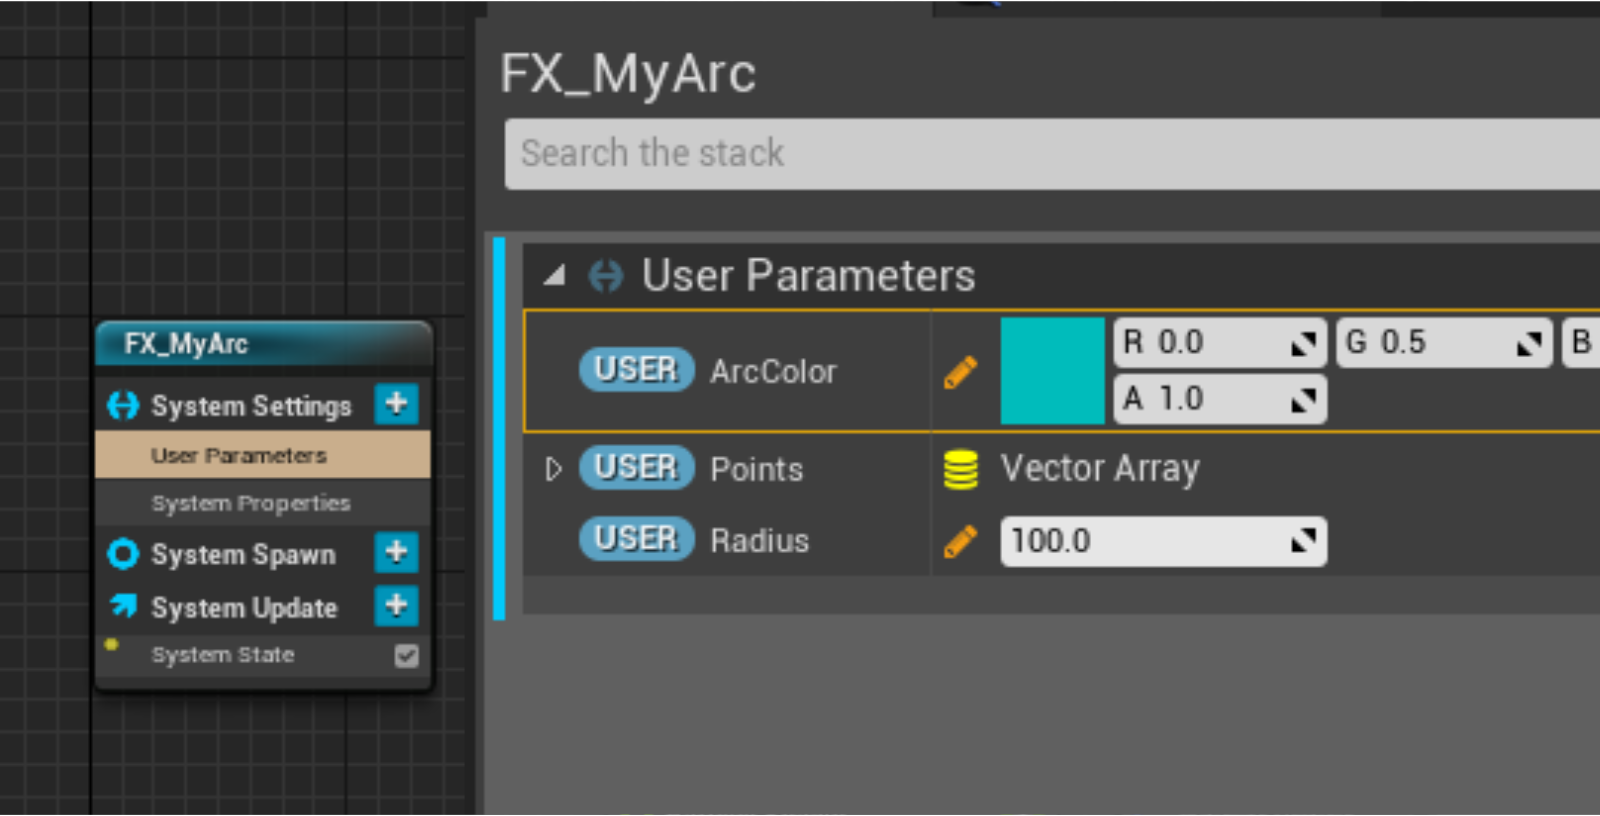 FX_MyArc
Search the stack
User Parameters
USER ArcColor R 0.0 G 0.5 B
A 1.0
USER Points Vector Array
USER Radius 100.0
FX_MyArc
System Settings
User Parameters
System Properties
System Spawn
System Update
System State